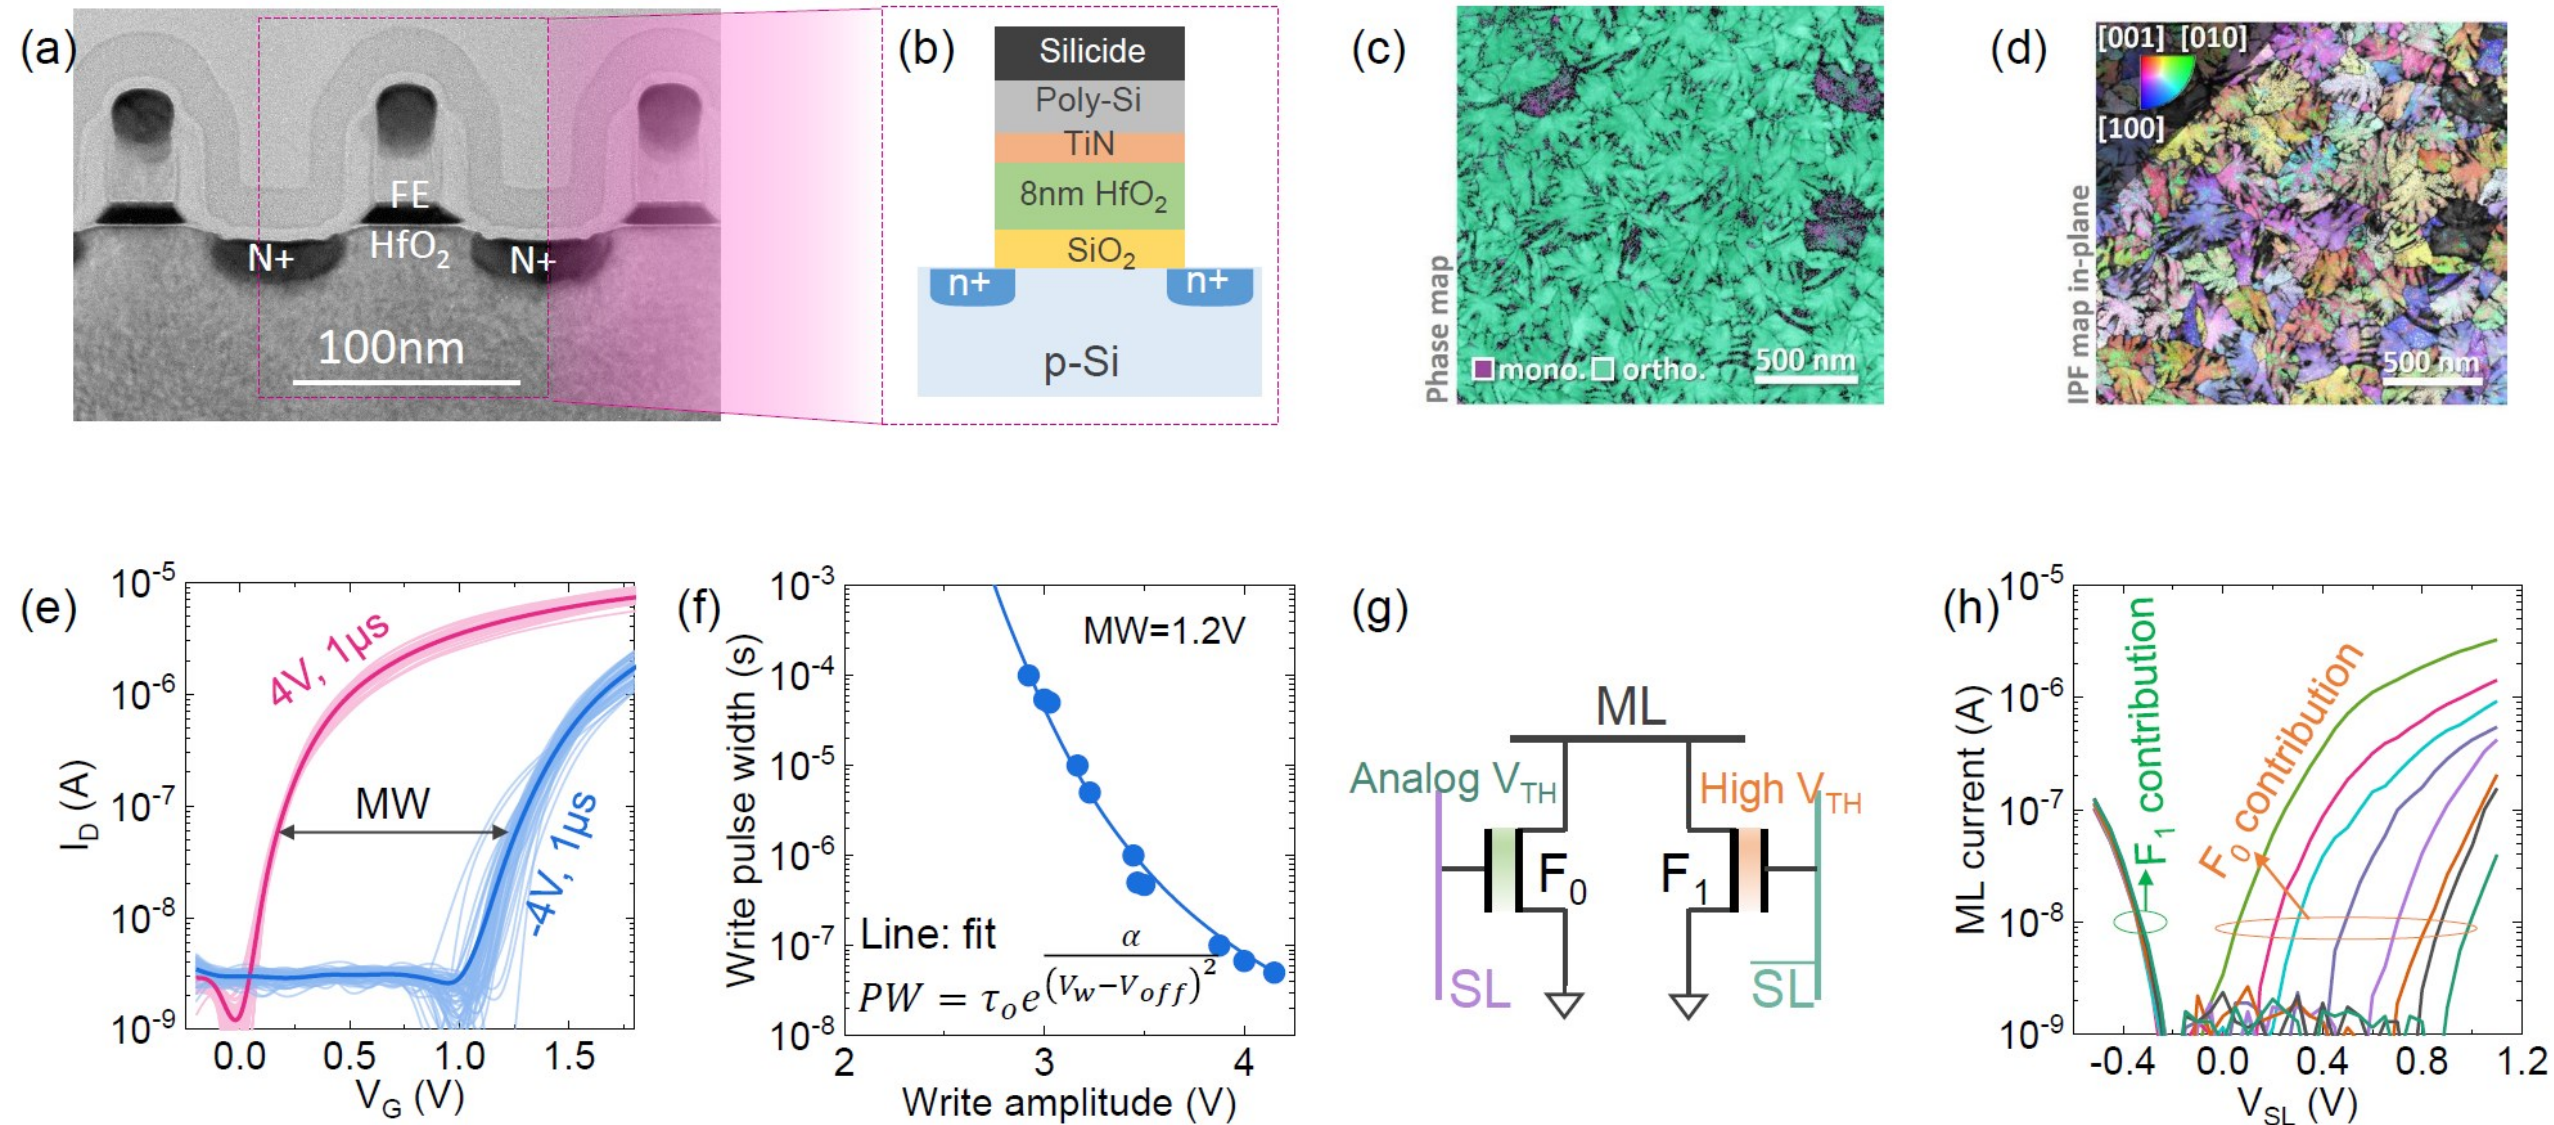 (a)
FE
HfO2
N+
N+
100nm
(b)
Silicide
Poly-Si
TiN
8nm HfO2
SiO2
n+
n+
p-Si
(c)
Phase map
mono. ortho.
500 nm
(d)
[001] [010]
[100]
IPF map in-plane
500 nm
(e)
10-5
10-6
10-7
10-8
10-9
ID (A)
4V, 1μs
MW
-4V, 1μs
0.0 0.5 1.0 1.5
VG (V)
(f)
10-3
10-4
10-5
10-6
10-7
10-8
Write pulse width (s)
MW=1.2V
Line: fit
PW = τo e α/(Vw−Voff)2
2 3 4
Write amplitude (V)
(g)
ML
Analog VTH
High VTH
F0
F1
SL
SL
(h)
10-5
10-6
10-7
10-8
10-9
ML current (A)
F1 contribution
F0 contribution
-0.4 0.0 0.4 0.8 1.2
VSL (V)